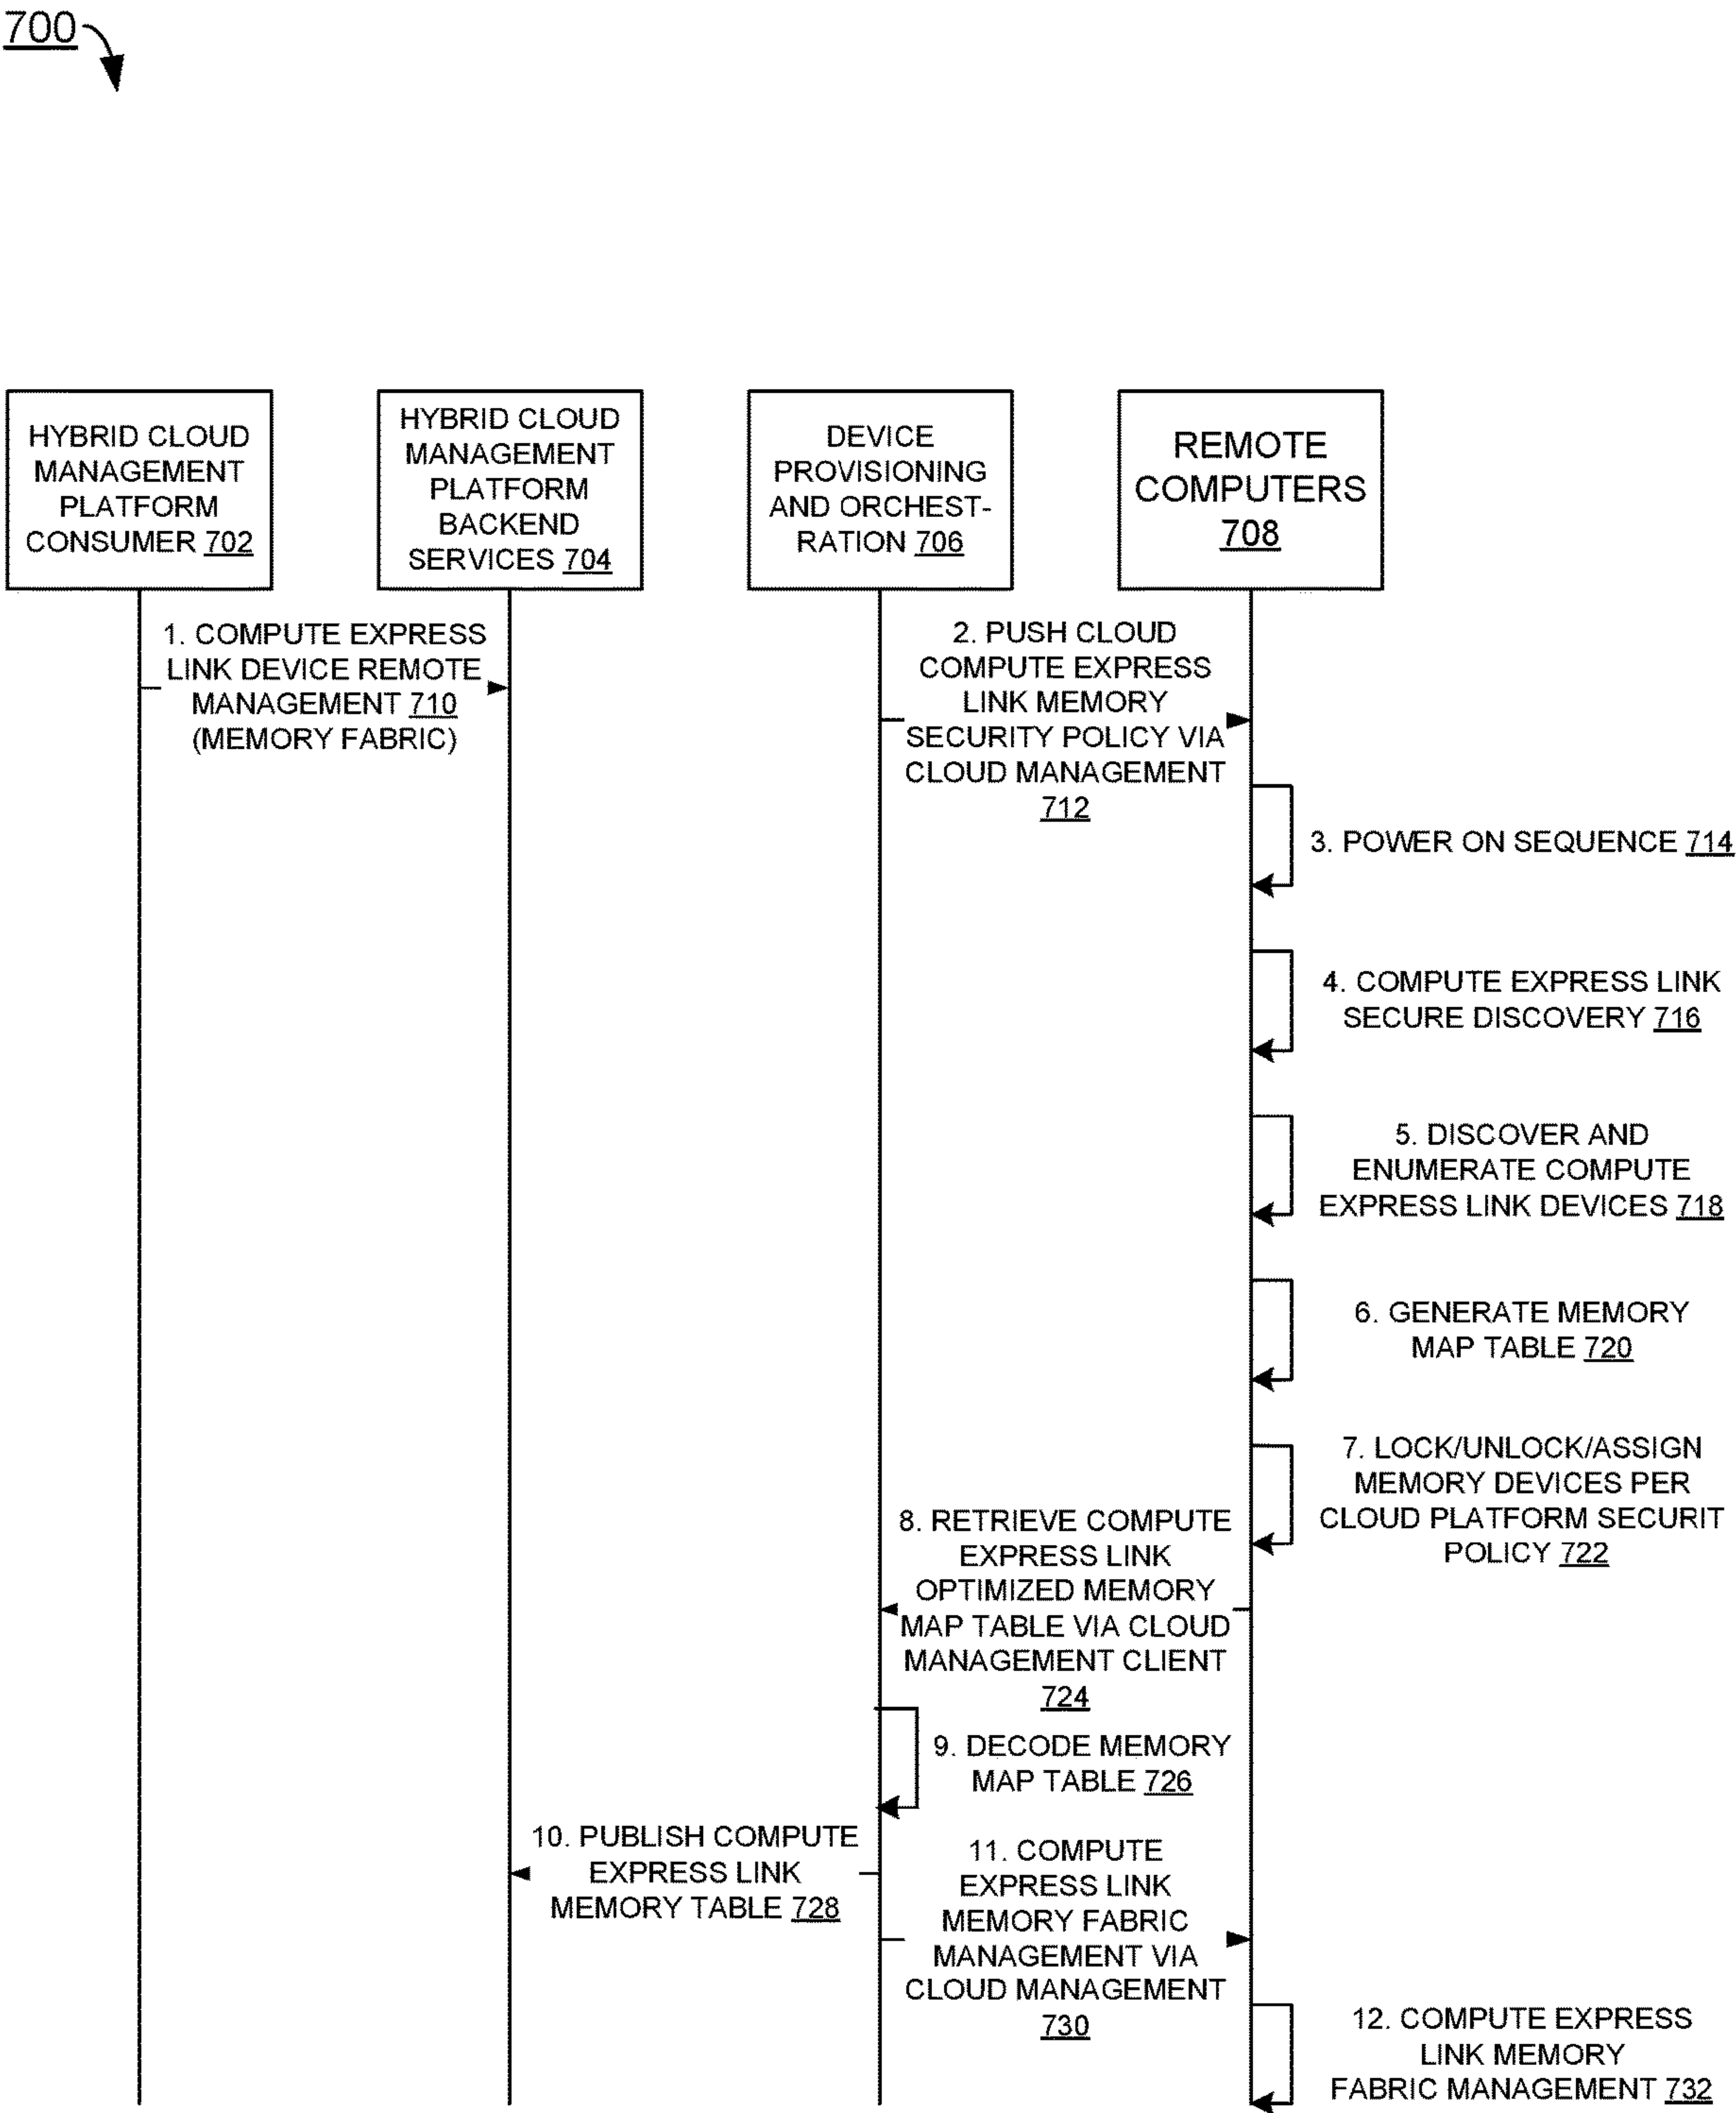 700
HYBRID CLOUD
MANAGEMENT
PLATFORM
CONSUMER 702
HYBRID CLOUD
MANAGEMENT
PLATFORM
BACKEND
SERVICES 704
DEVICE
PROVISIONING
AND ORCHEST-
RATION 706
REMOTE
COMPUTERS
708
1. COMPUTE EXPRESS
LINK DEVICE REMOTE
MANAGEMENT 710
(MEMORY FABRIC)
2. PUSH CLOUD
COMPUTE EXPRESS
LINK MEMORY
SECURITY POLICY VIA
CLOUD MANAGEMENT
712
3. POWER ON SEQUENCE 714
4. COMPUTE EXPRESS LINK
SECURE DISCOVERY 716
5. DISCOVER AND
ENUMERATE COMPUTE
EXPRESS LINK DEVICES 718
6. GENERATE MEMORY
MAP TABLE 720
7. LOCK/UNLOCK/ASSIGN
MEMORY DEVICES PER
CLOUD PLATFORM SECURIT
POLICY 722
8. RETRIEVE COMPUTE
EXPRESS LINK
OPTIMIZED MEMORY
MAP TABLE VIA CLOUD
MANAGEMENT CLIENT
724
9. DECODE MEMORY
MAP TABLE 726
10. PUBLISH COMPUTE
EXPRESS LINK
MEMORY TABLE 728
11. COMPUTE
EXPRESS LINK
MEMORY FABRIC
MANAGEMENT VIA
CLOUD MANAGEMENT
730
12. COMPUTE EXPRESS
LINK MEMORY
FABRIC MANAGEMENT 732